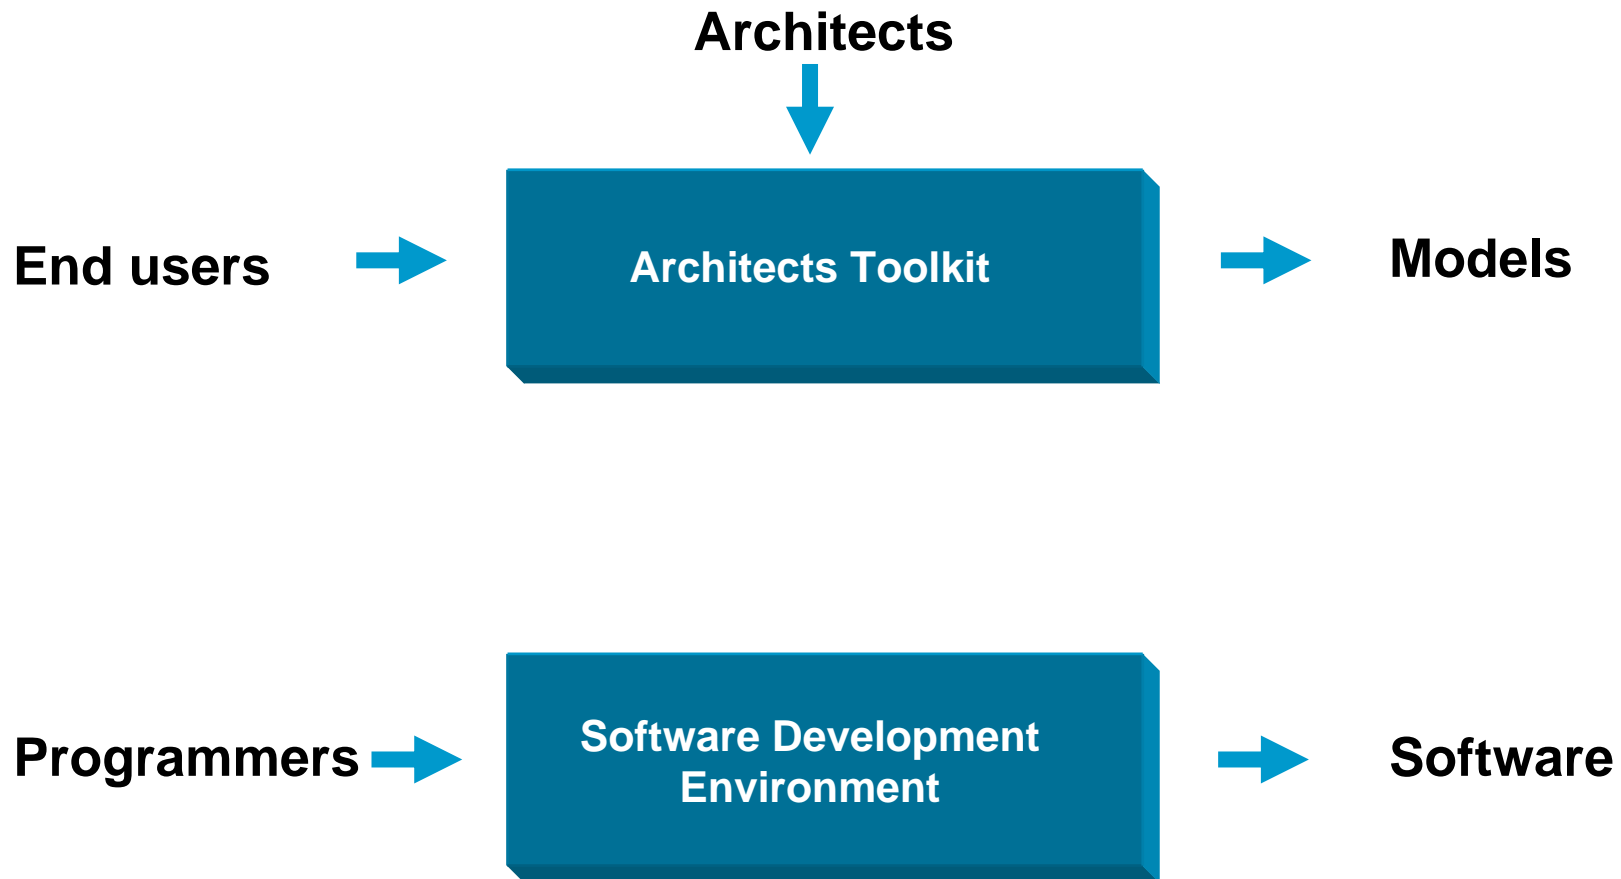 Architects
End users
Architects Toolkit
Models
Programmers
Software Development
Environment
Software